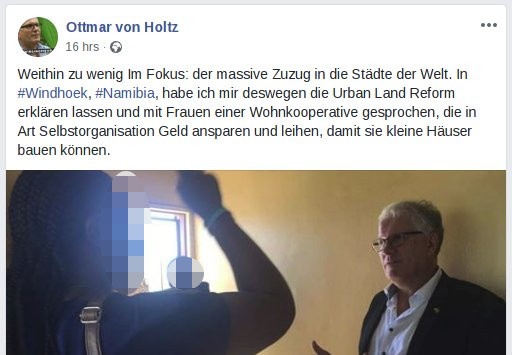 Ottmar von Holtz
16 hrs ·
Weithin zu wenig Im Fokus: der massive Zuzug in die Städte der Welt. In
#Windhoek, #Namibia, habe ich mir deswegen die Urban Land Reform
erklären lassen und mit Frauen einer Wohnkooperative gesprochen, die in
Art Selbstorganisation Geld ansparen und leihen, damit sie kleine Häuser
bauen können.